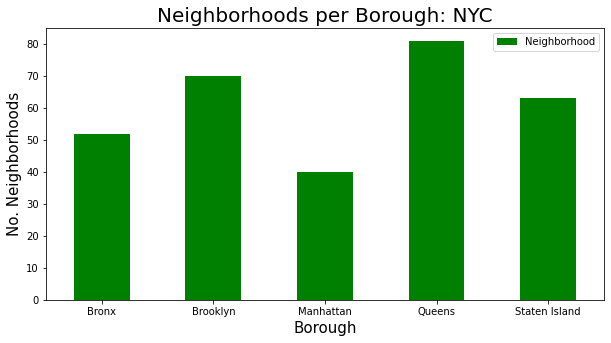 Neighborhoods per Borough: NYC
Neighborhood
No. Neighborhoods
80
70
60
50
40
30
20
10
0
Bronx Brooklyn Manhattan Queens Staten Island
Borough